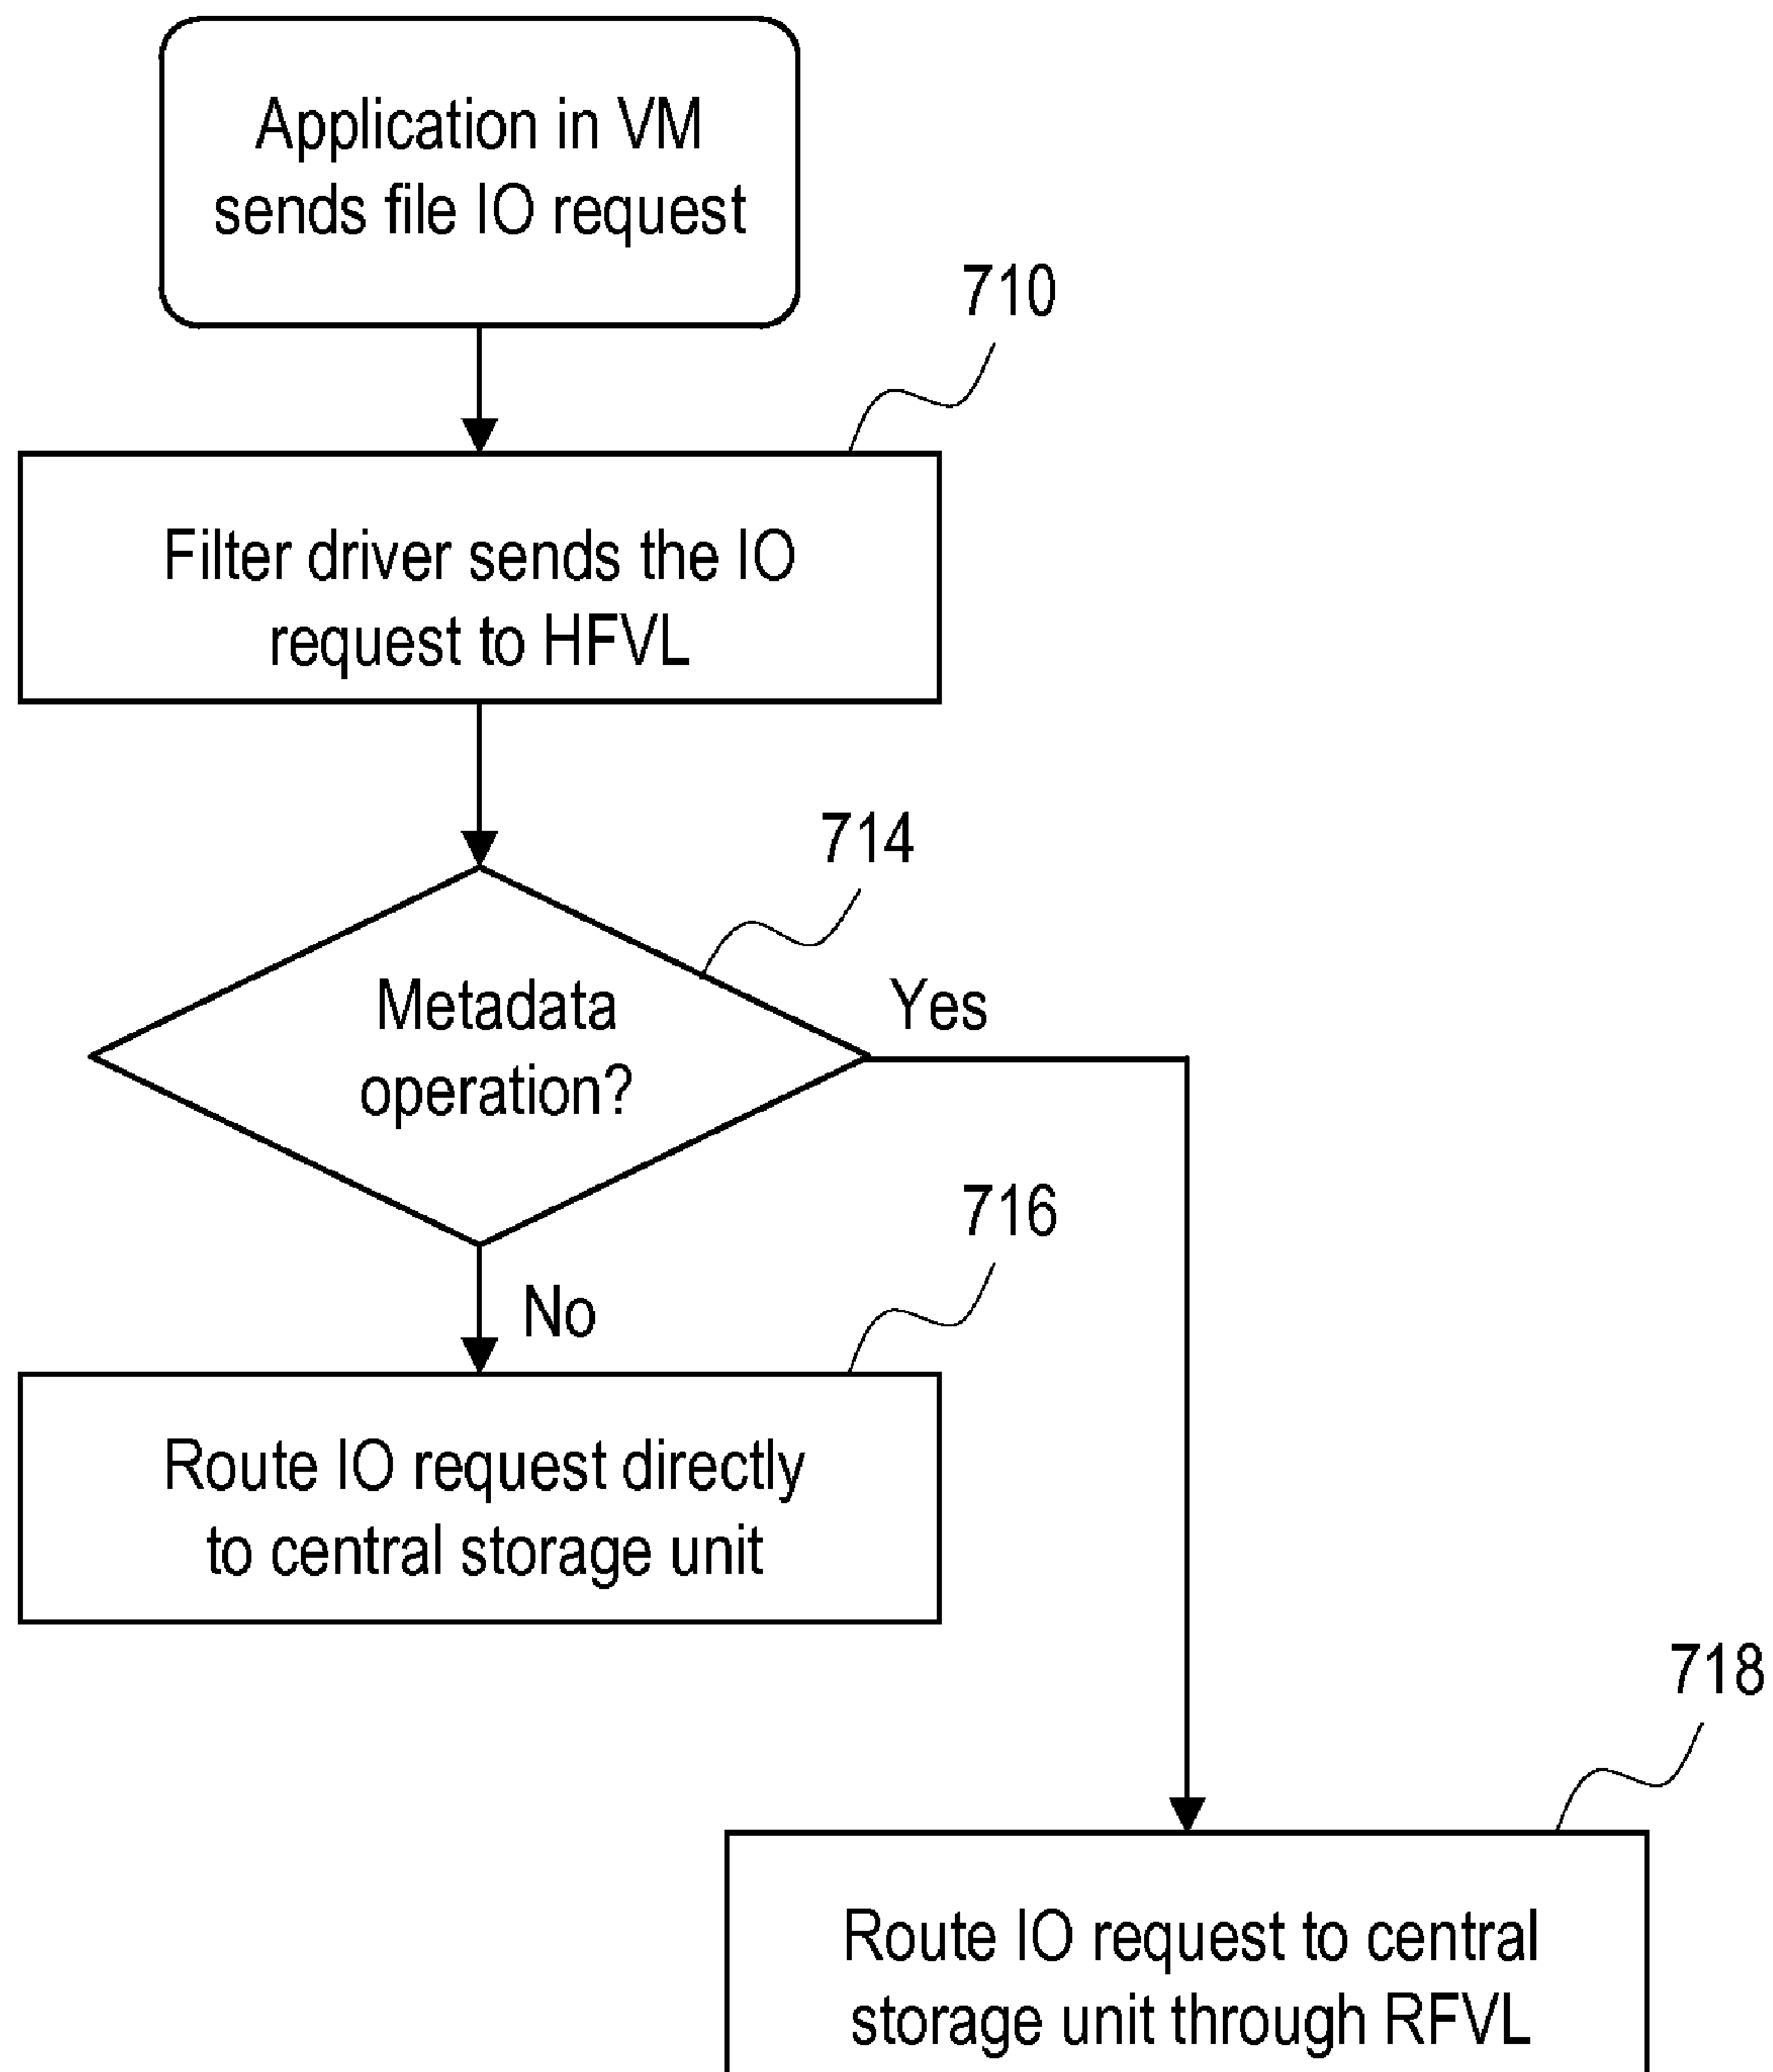 Application in VM
sends file IO request
710
Filter driver sends the IO
request to HFVL
714
Metadata
operation?
Yes
716
No
Route IO request directly
to central storage unit
718
Route IO request to central
storage unit through RFVL